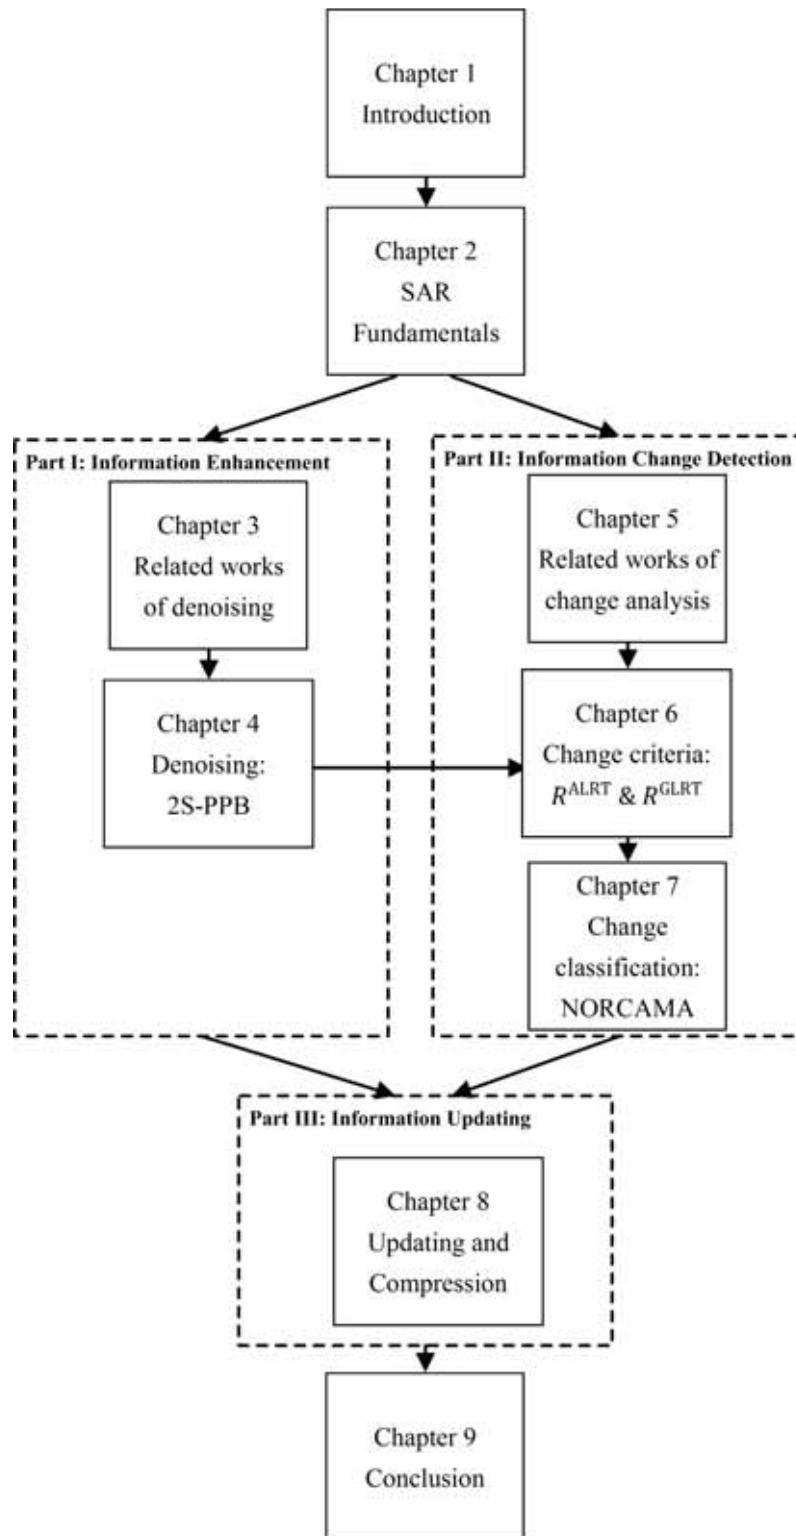 Chapter 1
Introduction
Chapter 2
SAR
Fundamentals
Part I: Information Enhancement
Chapter 3
Related works
of denoising
Chapter 4
Denoising:
2S-PPB
Part II: Information Change Detection
Chapter 5
Related works of
change analysis
Chapter 6
Change criteria:
R^ALRT & R^GLRT
Chapter 7
Change
classification:
NORCAMA
Part III: Information Updating
Chapter 8
Updating and
Compression
Chapter 9
Conclusion